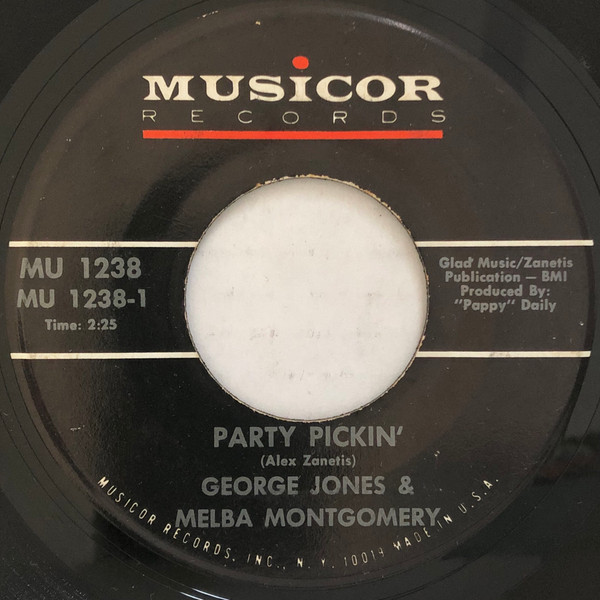 MUSiCOR
RECORDS
MU 1238
MU 1238-1
Time: 2:25
Glad Music/Zanetis
Publication — BMI
Produced By:
"Pappy" Daily
PARTY PICKIN'
(Alex Zanetis)
GEORGE JONES &
MELBA MONTGOMERY
MUSICOR RECORDS, INC., N. Y. 10019 MADE IN U.S.A.